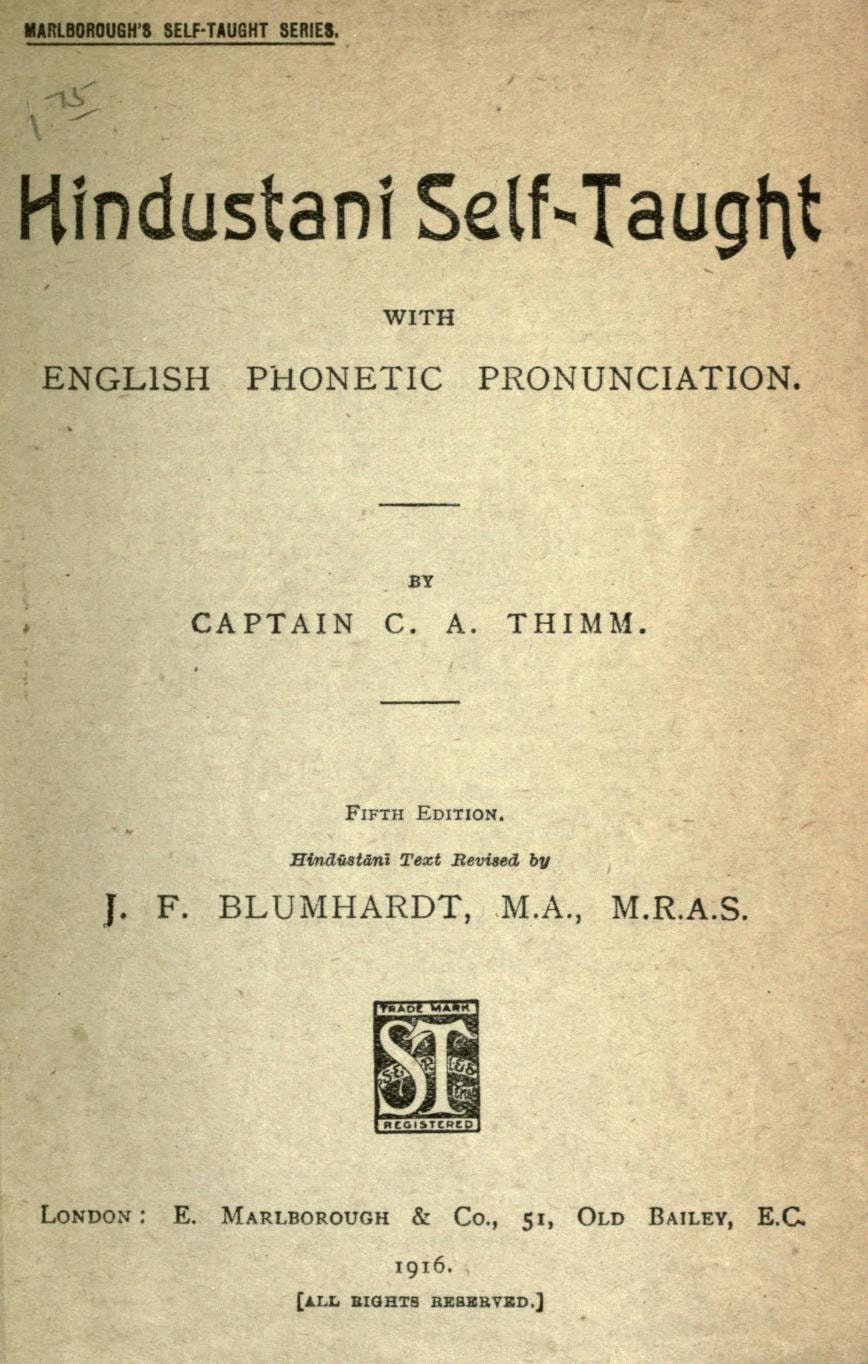 MARLBOROUGH'S SELF-TAUGHT SERIES.
Hindustani Self-Taught
WITH
ENGLISH PHONETIC PRONUNCIATION.
BY
CAPTAIN C. A. THIMM.
FIFTH EDITION.
Hindūstānī Text Revised by
J. F. BLUMHARDT, M.A., M.R.A.S.
TRADE MARK
ST
SERIES
REGISTERED
LONDON: E. MARLBOROUGH & Co., 51, OLD BAILEY, E.C.
1916.
[ALL RIGHTS RESERVED.]